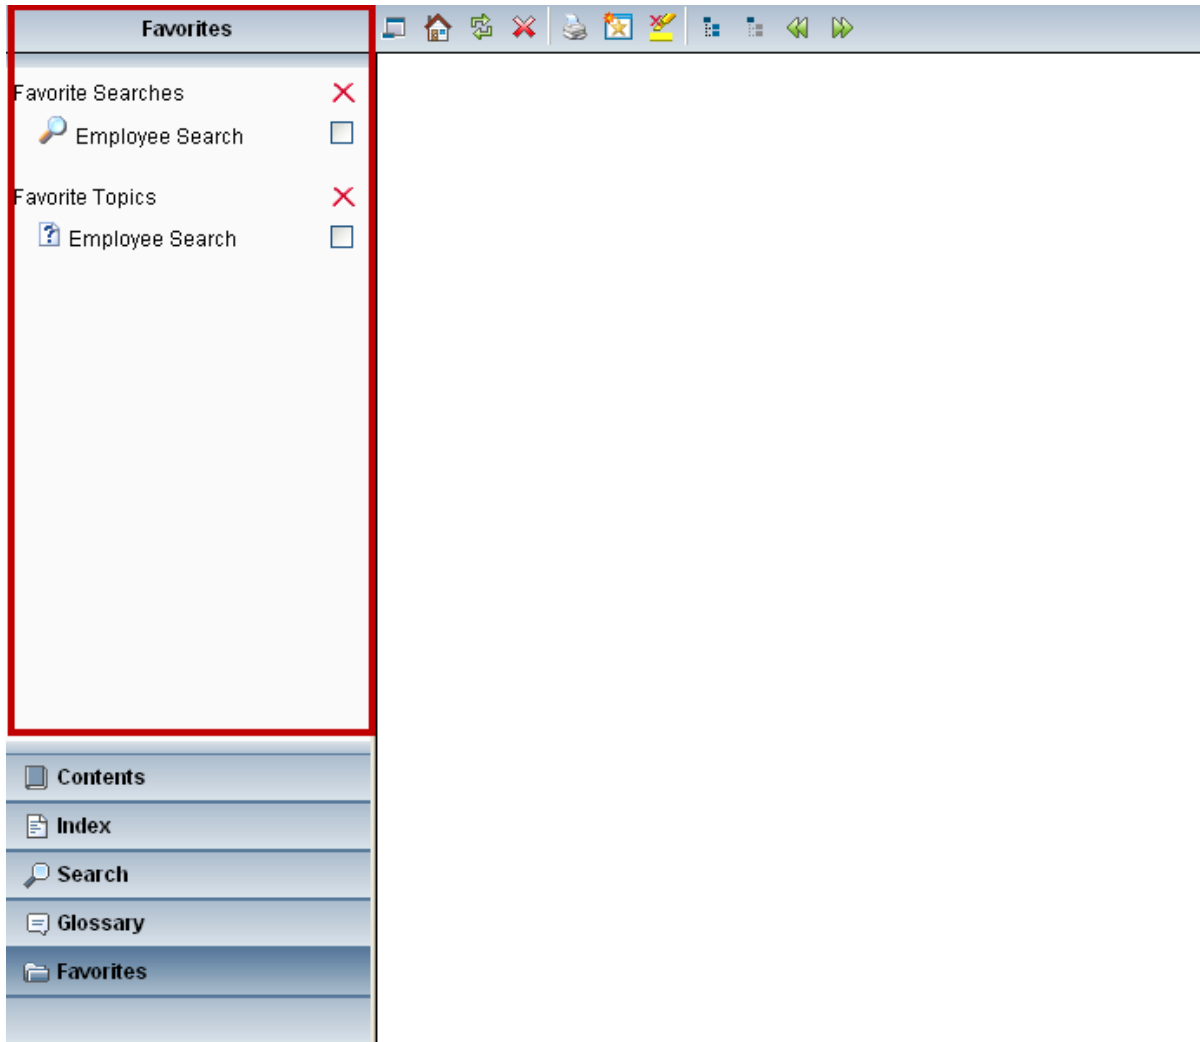 Favorites
Favorite Searches
Employee Search
Favorite Topics
Employee Search
Contents
Index
Search
Glossary
Favorites